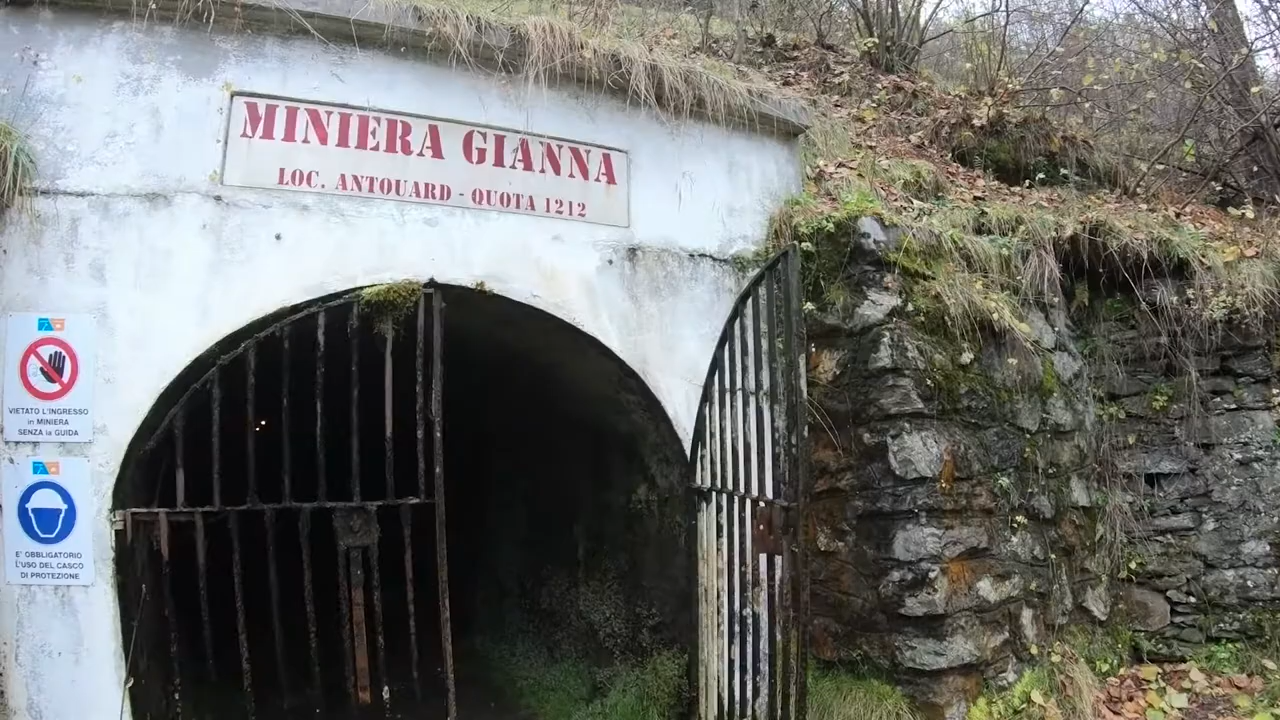 MINIERA GIANNA
LOC. ANTOUARD - QUOTA 1212
VIETATO L'INGRESSO
in MINIERA
SENZA la GUIDA
E' OBBLIGATORIO
L'USO DEL CASCO
DI PROTEZIONE